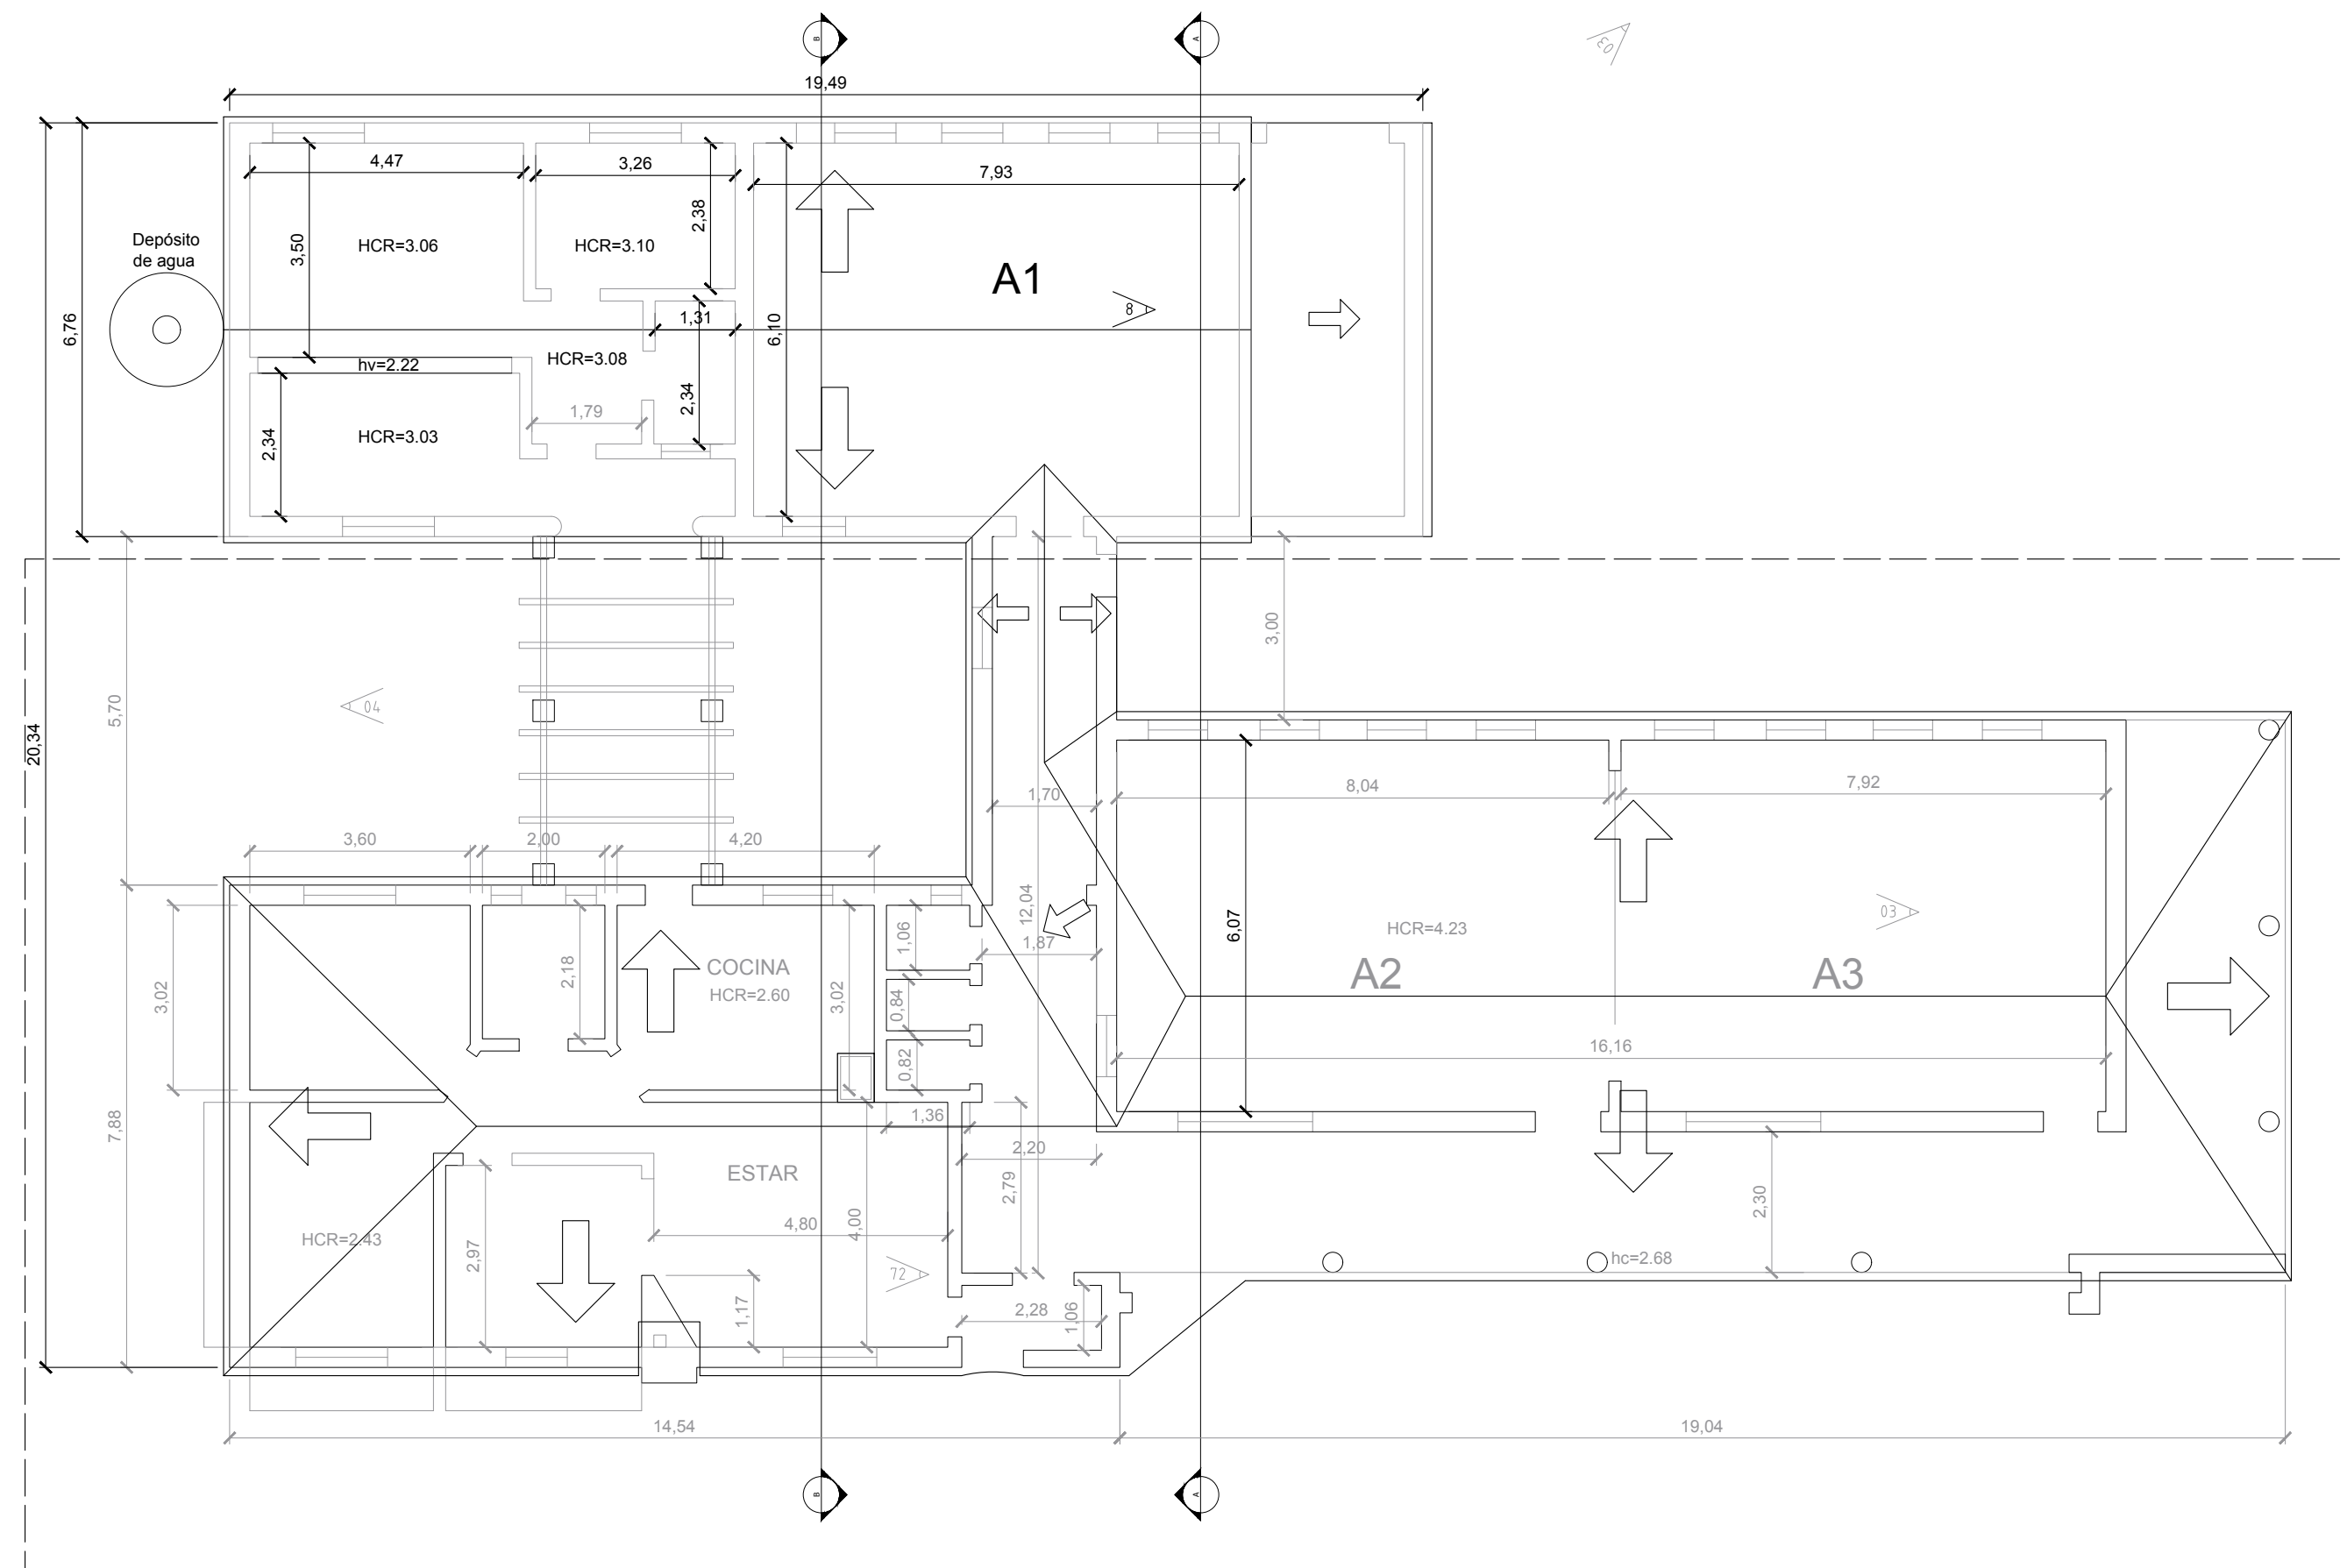 B
A
03
19,49
4,47
3,26
7,93
2,38
Depósito
de agua
3,50
HCR=3.06
HCR=3.10
A1
8
6,76
1,31
6,10
hv=2.22
HCR=3.08
2,34
1,79
2,34
HCR=3.03
3,00
5,70
04
20,34
1,70
8,04
7,92
3,60
2,00
4,20
12,04
1,06
1,87
6,07
HCR=4.23
03
2,18
COCINA
HCR=2.60
3,02
3,02
0,84
A2
A3
0,82
16,16
7,88
1,36
2,20
ESTAR
2,79
2,30
4,80
4,00
HCR=2.43
2,97
72
hc=2.68
1,17
2,28
1,06
14,54
19,04
B
A